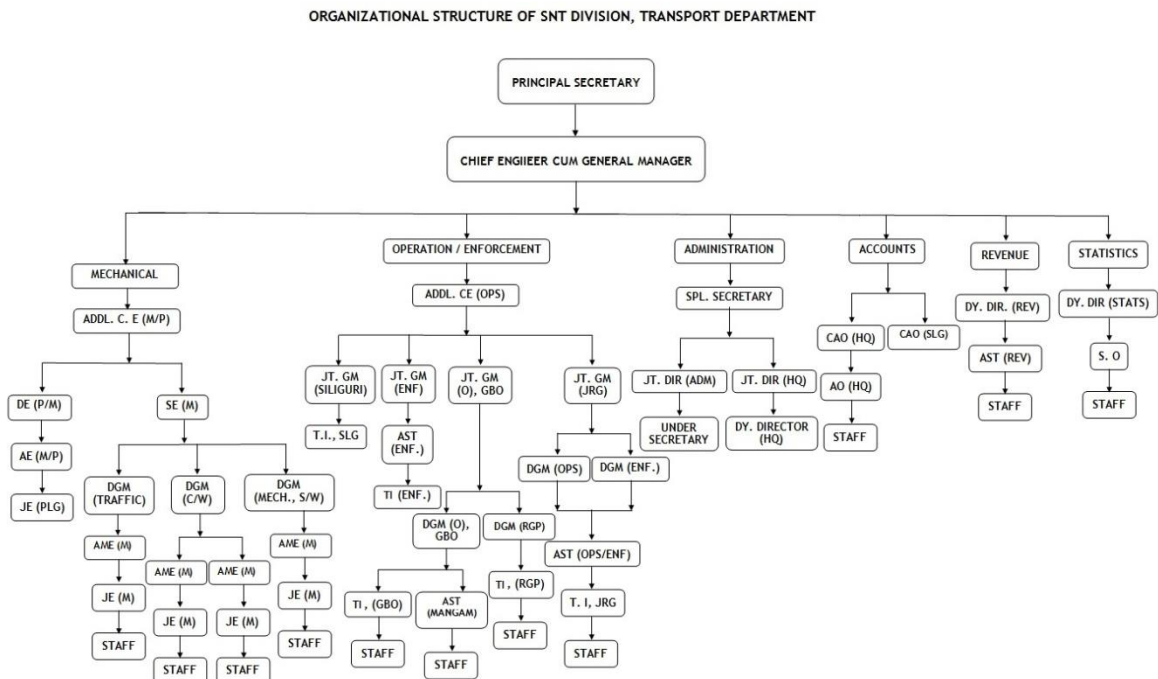 ORGANIZATIONAL STRUCTURE OF SNT DIVISION, TRANSPORT DEPARTMENT
PRINCIPAL SECRETARY
CHIEF ENGIIEER CUM GENERAL MANAGER
MECHANICAL
ADDL. C. E (M/P)
DE (P/M)
AE (M/P)
JE (PLG)
SE (M)
DGM
(TRAFFIC)
AME (M)
JE (M)
STAFF
DGM
(C/W)
AME (M)
JE (M)
STAFF
AME (M)
JE (M)
STAFF
DGM
(MECH., S/W)
AME (M)
JE (M)
STAFF
OPERATION / ENFORCEMENT
ADDL. CE (OPS)
JT. GM
(SILIGURI)
T.I., SLG
JT. GM
(ENF)
AST
(ENF.)
TI (ENF.)
JT. GM
(O), GBO
DGM (O),
GBO
TI , (GBO)
STAFF
AST
(MANGAM)
STAFF
DGM (RGP)
TI , (RGP)
STAFF
JT. GM
(JRG)
DGM (OPS)
DGM (ENF.)
AST (OPS/ENF)
T. I, JRG
STAFF
ADMINISTRATION
SPL. SECRETARY
JT. DIR (ADM)
UNDER
SECRETARY
JT. DIR (HQ)
DY. DIRECTOR
(HQ)
ACCOUNTS
CAO (HQ)
AO (HQ)
STAFF
CAO (SLG)
REVENUE
DY. DIR. (REV)
AST (REV)
STAFF
STATISTICS
DY. DIR (STATS)
S. O
STAFF